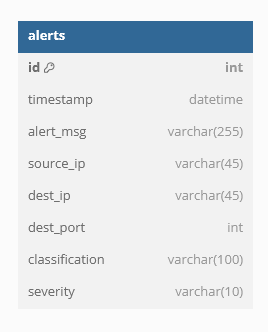 alerts
id int
timestamp datetime
alert_msg varchar(255)
source_ip varchar(45)
dest_ip varchar(45)
dest_port int
classification varchar(100)
severity varchar(10)